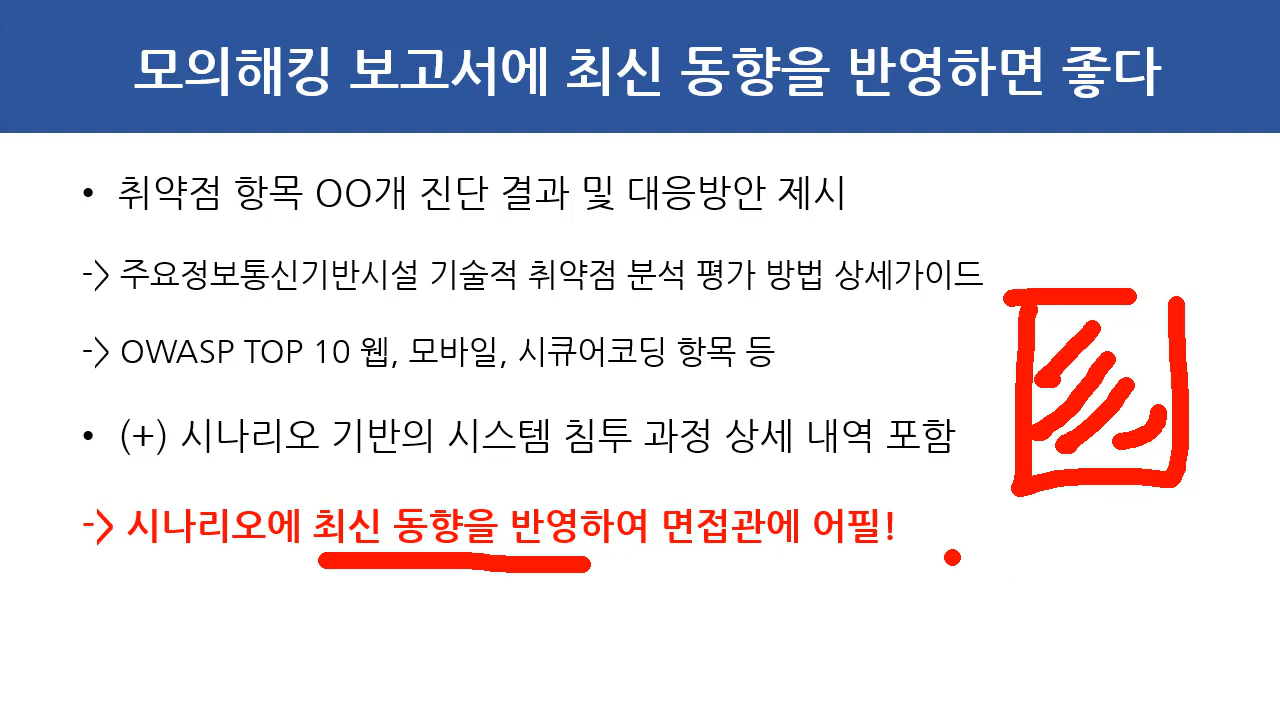 모의해킹 보고서에 최신 동향을 반영하면 좋다
• 취약점 항목 OO개 진단 결과 및 대응방안 제시
-> 주요정보통신기반시설 기술적 취약점 분석 평가 방법 상세가이드
-> OWASP TOP 10 웹, 모바일, 시큐어코딩 항목 등
• (+) 시나리오 기반의 시스템 침투 과정 상세 내역 포함
-> 시나리오에 최신 동향을 반영하여 면접관에 어필!